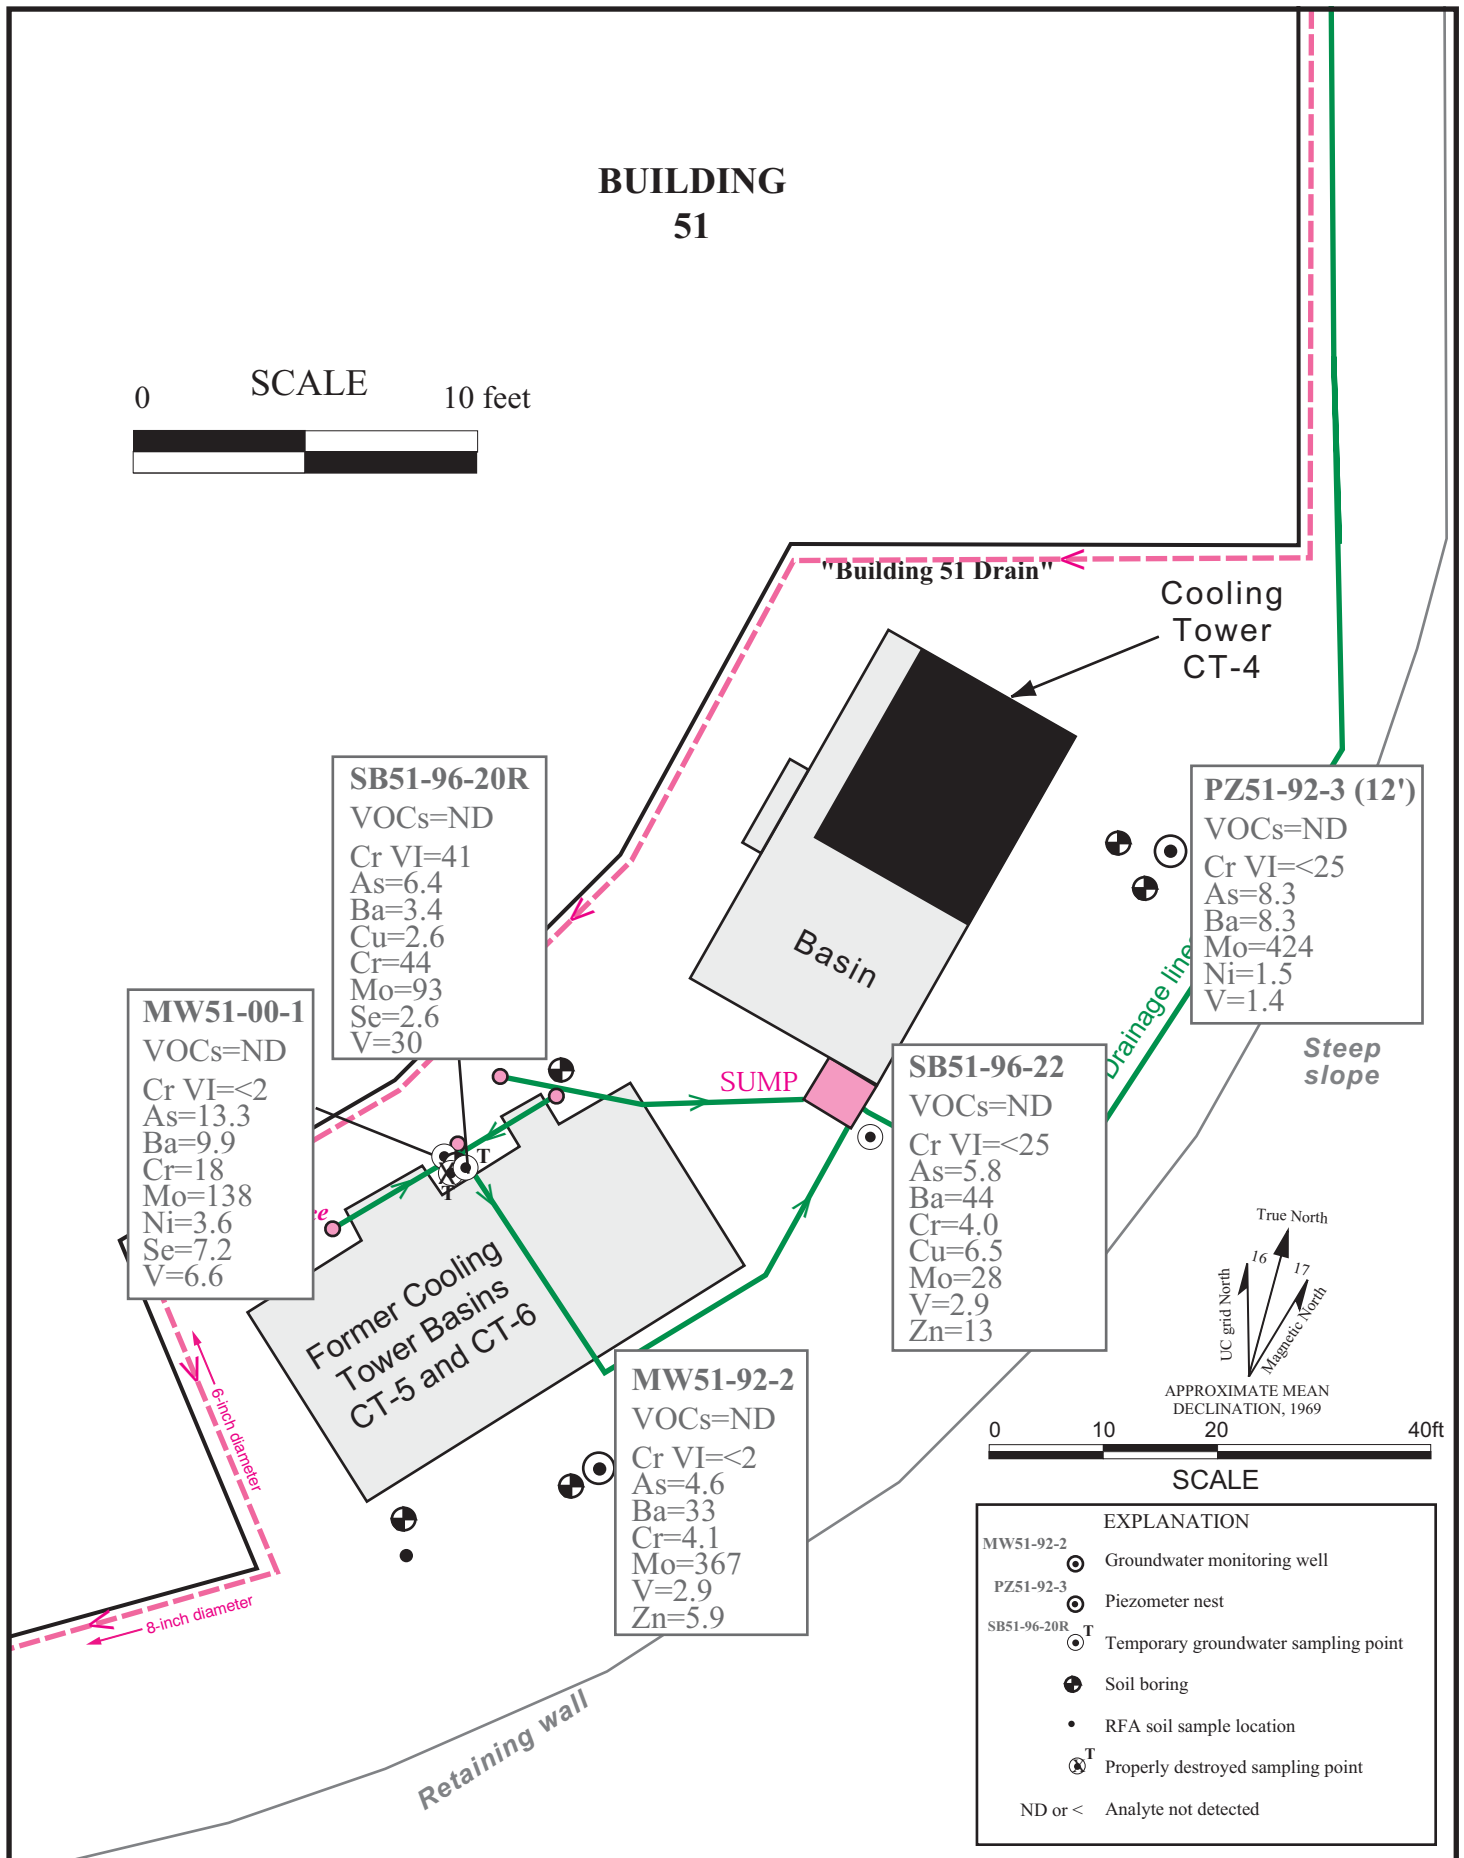 BUILDING
51
0 SCALE 10 feet
"Building 51 Drain"
Cooling
Tower
CT-4
SB51-96-20R
VOCs=ND
Cr VI=41
As=6.4
Ba=3.4
Cu=2.6
Cr=44
Mo=93
Se=2.6
V=30
PZ51-92-3 (12')
VOCs=ND
Cr VI=<25
As=8.3
Ba=8.3
Mo=424
Ni=1.5
V=1.4
Basin
Drainage line
MW51-00-1
VOCs=ND
Cr VI=<2
As=13.3
Ba=9.9
Cr=18
Mo=138
Ni=3.6
Se=7.2
V=6.6
SUMP
SB51-96-22
VOCs=ND
Cr VI=<25
As=5.8
Ba=44
Cr=4.0
Cu=6.5
Mo=28
V=2.9
Zn=13
Steep
slope
T
T
Former Cooling
Tower Basins
CT-5 and CT-6
MW51-92-2
VOCs=ND
Cr VI=<2
As=4.6
Ba=33
Cr=4.1
Mo=367
V=2.9
Zn=5.9
6-inch diameter
8-inch diameter
Retaining wall
True North
16
17
UC grid North
Magnetic North
APPROXIMATE MEAN
DECLINATION, 1969
0 10 20 40ft
SCALE
EXPLANATION
MW51-92-2 Groundwater monitoring well
PZ51-92-3 Piezometer nest
SB51-96-20R T Temporary groundwater sampling point
Soil boring
RFA soil sample location
T Properly destroyed sampling point
ND or < Analyte not detected